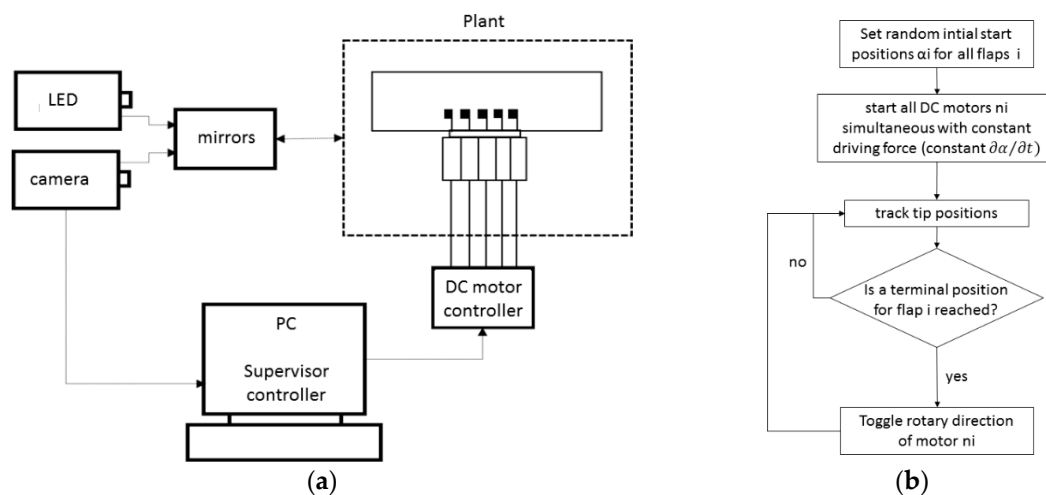 Plant
LED
mirrors
camera
DC motor
controller
PC
Supervisor
controller
(a)
Set random intial start
positions αi for all flaps i
start all DC motors ni
simultaneous with constant
driving force (constant ∂α/∂t)
track tip positions
no
Is a terminal position
for flap i reached?
yes
Toggle rotary direction
of motor ni
(b)